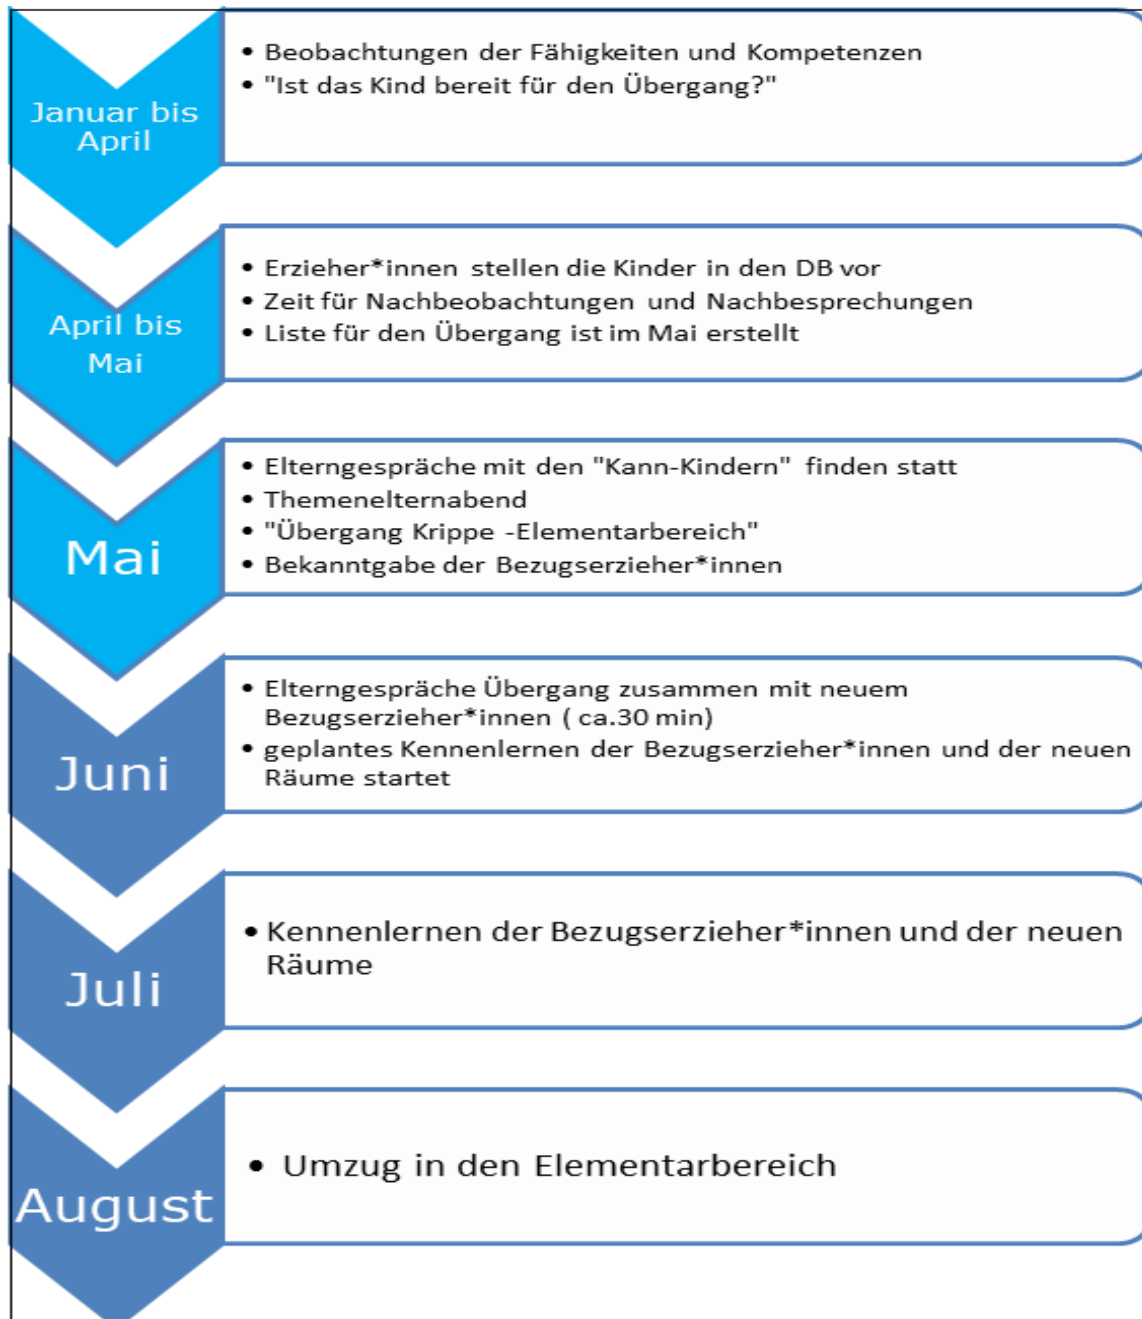 Januar bis
April
• Beobachtungen der Fähigkeiten und Kompetenzen
• "Ist das Kind bereit für den Übergang?"
April bis
Mai
• Erzieher*innen stellen die Kinder in den DB vor
• Zeit für Nachbeobachtungen und Nachbesprechungen
• Liste für den Übergang ist im Mai erstellt
Mai
• Elterngespräche mit den "Kann-Kindern" finden statt
• Themenelternabend
• "Übergang Krippe -Elementarbereich"
• Bekanntgabe der Bezugserzieher*innen
Juni
• Elterngespräche Übergang zusammen mit neuem
Bezugserzieher*innen ( ca.30 min)
• geplantes Kennenlernen der Bezugserzieher*innen und der neuen
Räume startet
Juli
• Kennenlernen der Bezugserzieher*innen und der neuen
Räume
August
• Umzug in den Elementarbereich